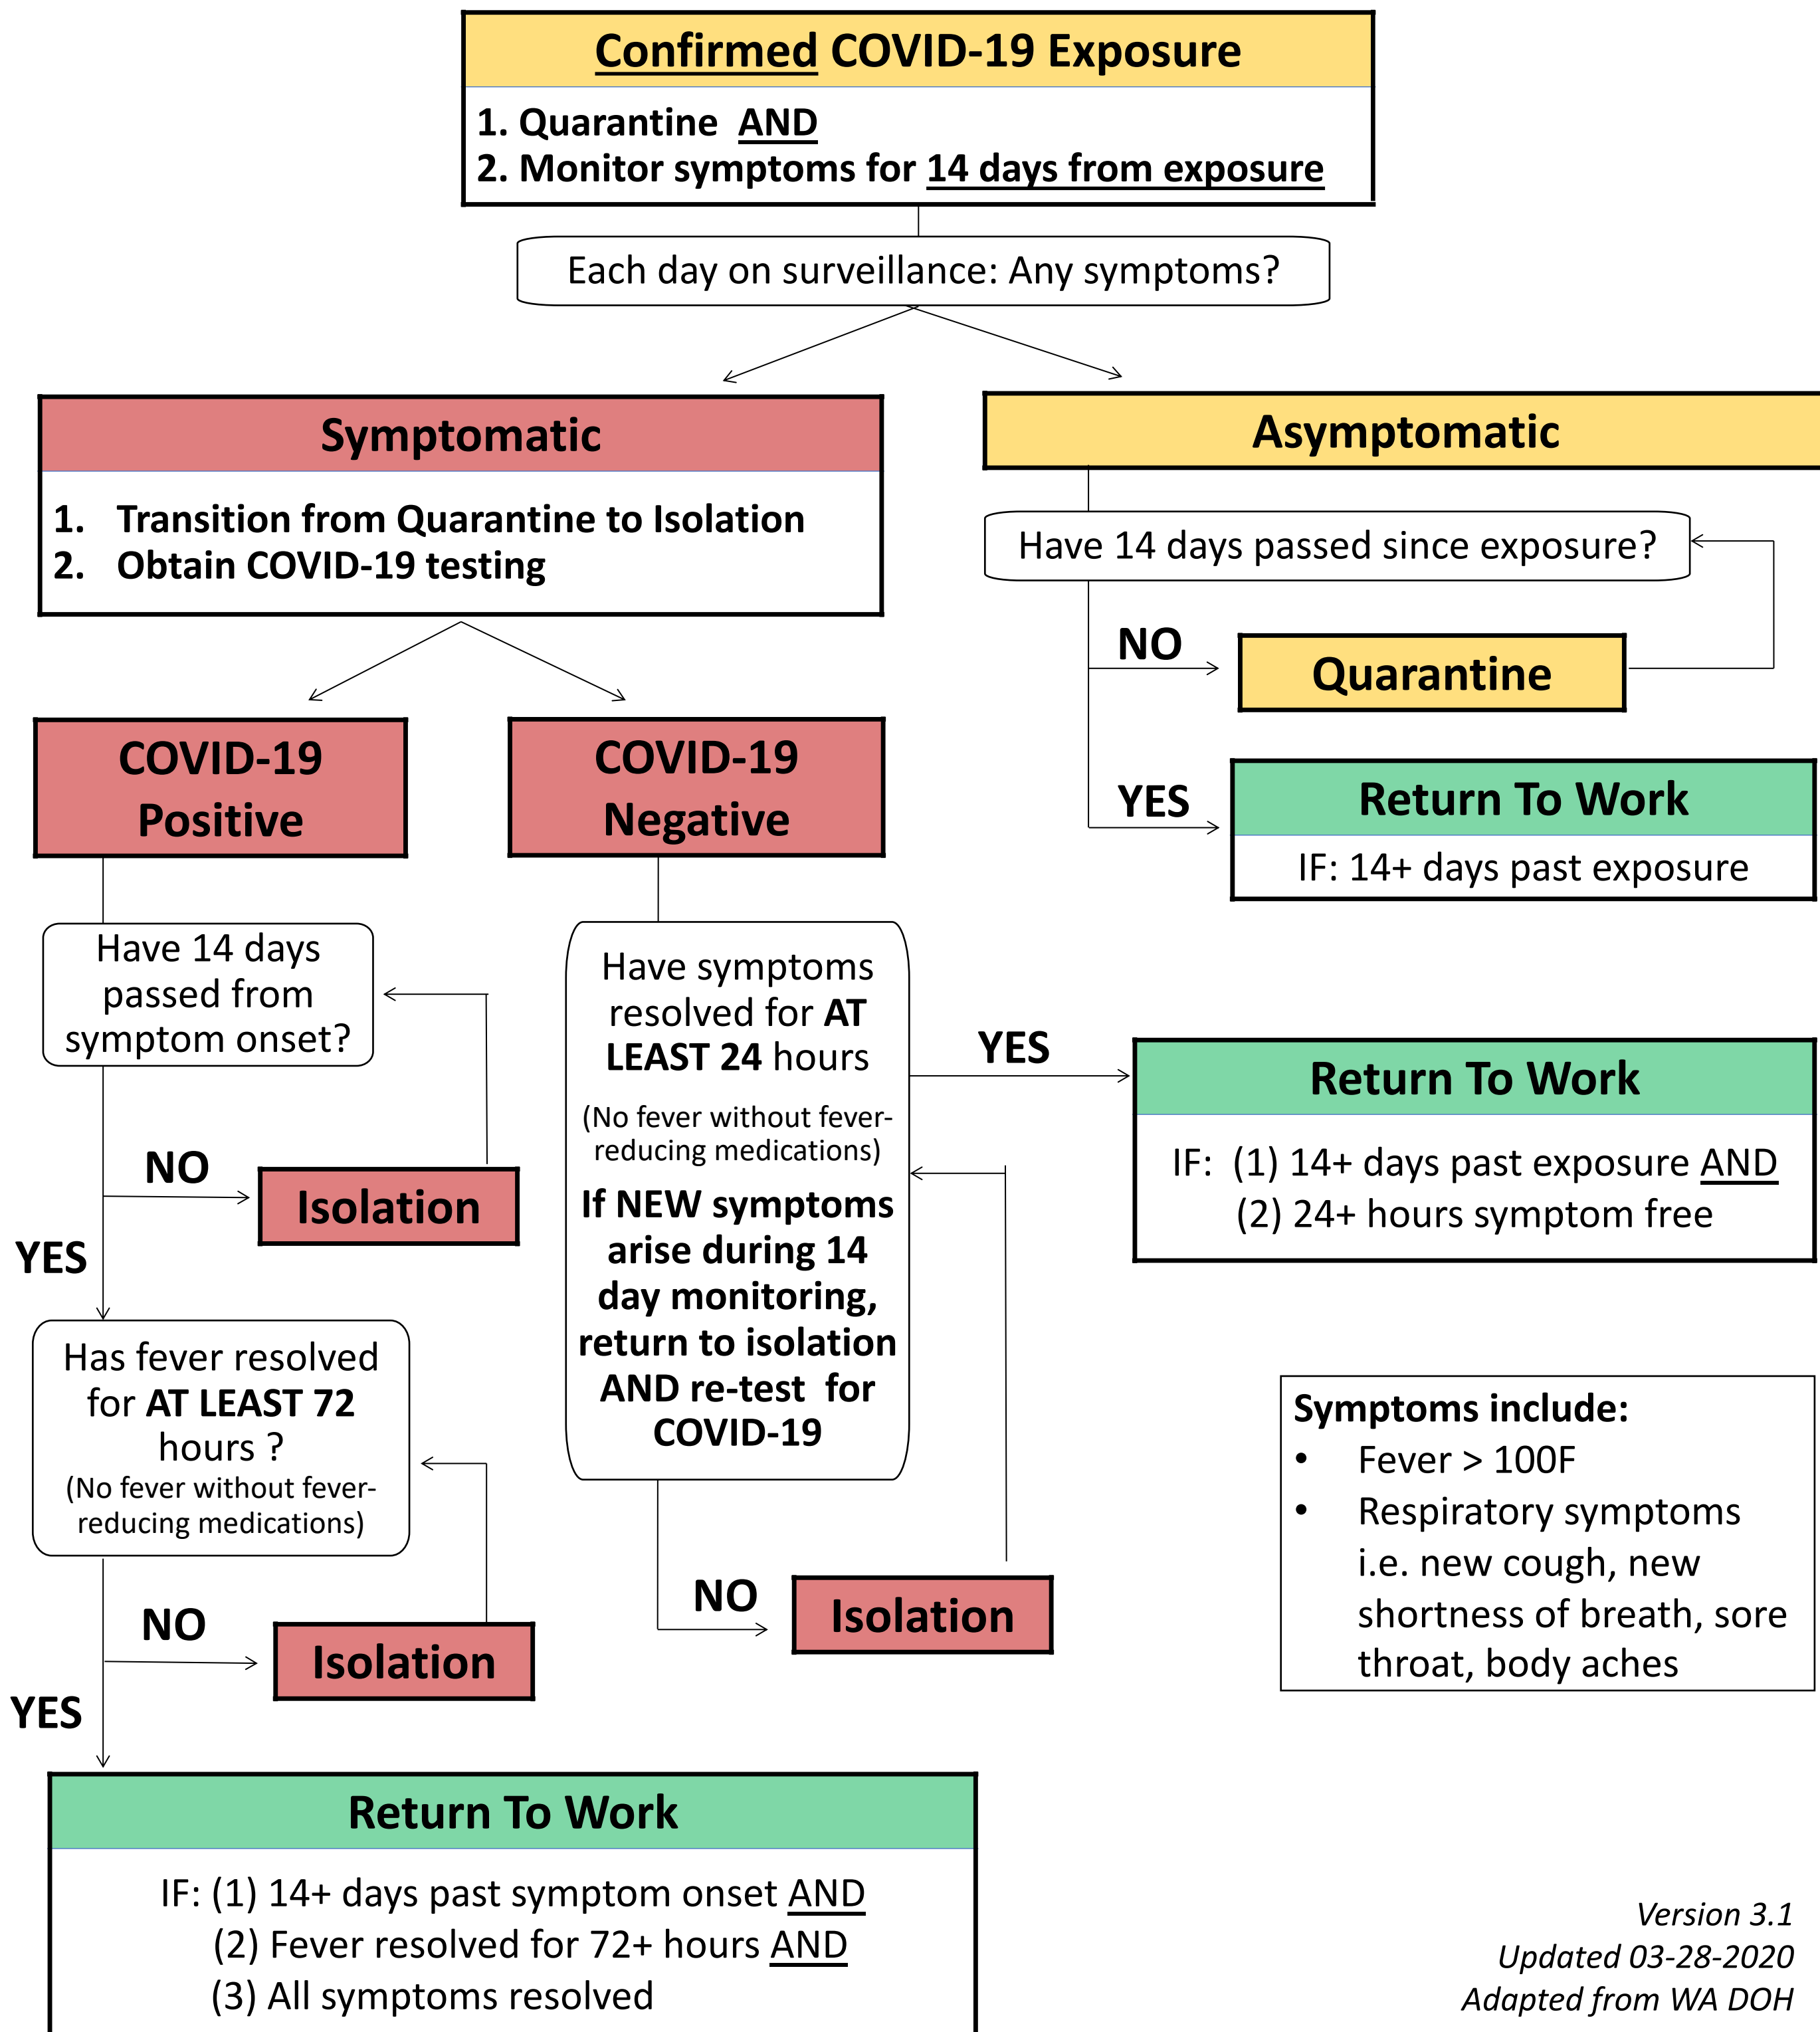 Confirmed COVID-19 Exposure
1. Quarantine AND
2. Monitor symptoms for 14 days from exposure
Each day on surveillance: Any symptoms?
Symptomatic
1. Transition from Quarantine to Isolation
2. Obtain COVID-19 testing
Asymptomatic
Have 14 days passed since exposure?
NO
Quarantine
YES
Return To Work
IF: 14+ days past exposure
COVID-19
Positive
COVID-19
Negative
Have 14 days
passed from
symptom onset?
NO
Isolation
YES
Has fever resolved
for AT LEAST 72
hours ?
(No fever without fever-
reducing medications)
NO
Isolation
YES
Return To Work
IF: (1) 14+ days past symptom onset AND
(2) Fever resolved for 72+ hours AND
(3) All symptoms resolved
Have symptoms
resolved for AT
LEAST 24 hours
(No fever without fever-
reducing medications)
If NEW symptoms
arise during 14
day monitoring,
return to isolation
AND re-test for
COVID-19
NO
Isolation
YES
Return To Work
IF: (1) 14+ days past exposure AND
(2) 24+ hours symptom free
Symptoms include:
• Fever > 100F
• Respiratory symptoms
i.e. new cough, new
shortness of breath, sore
throat, body aches
Version 3.1
Updated 03-28-2020
Adapted from WA DOH